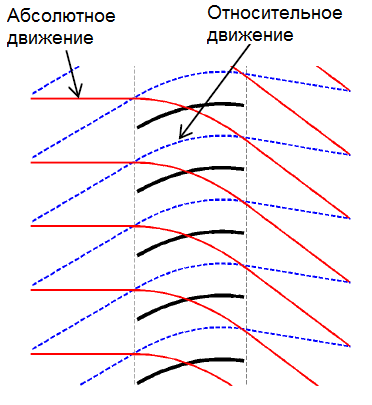 Абсолютное
движение
Относительное
движение